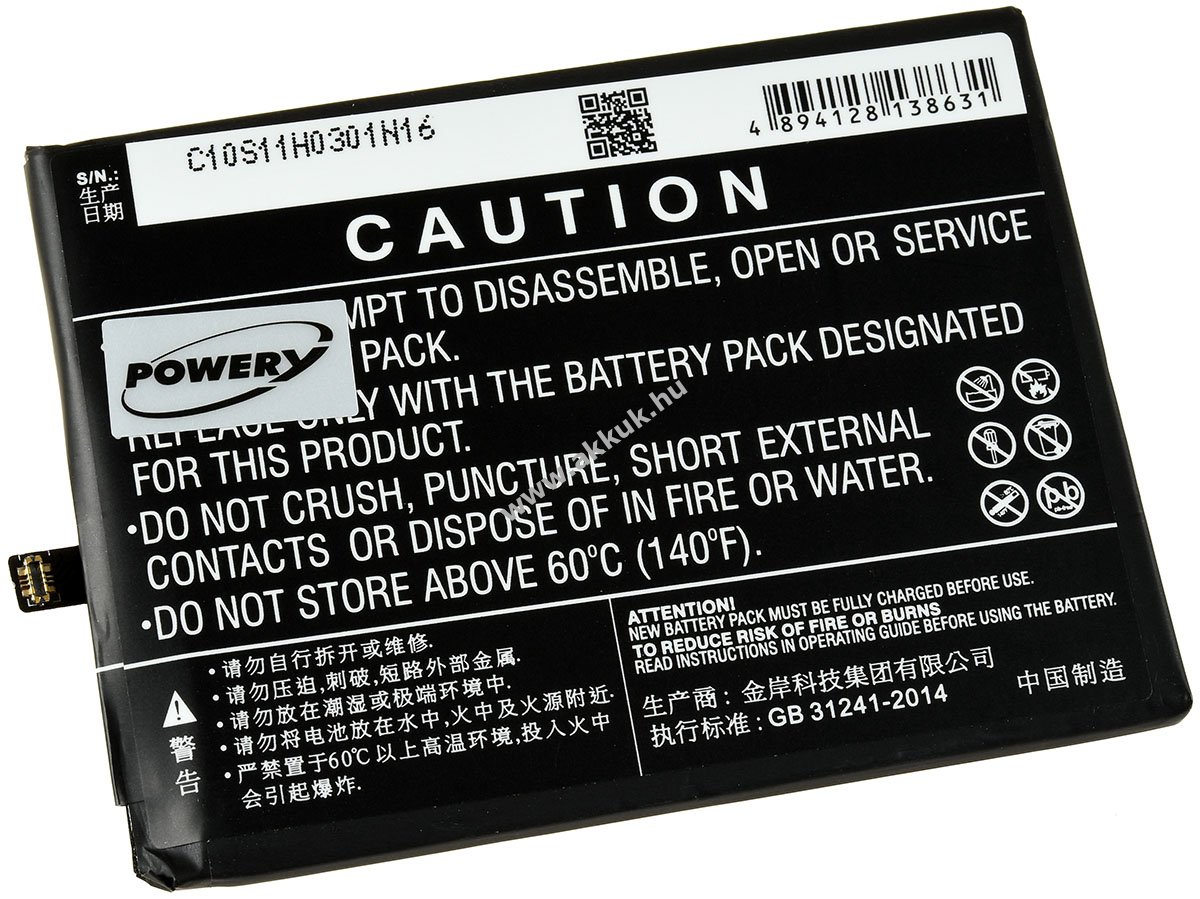 S/N.:
生产
日期
C10S11H0301N16
4 894128 138631
CAUTION
MPT TO DISASSEMBLE, OPEN OR SERVICE
PACK.
REPLACE ONLY WITH THE BATTERY PACK DESIGNATED
FOR THIS PRODUCT.
•DO NOT CRUSH, PUNCTURE, SHORT EXTERNAL
CONTACTS OR DISPOSE OF IN FIRE OR WATER.
•DO NOT STORE ABOVE 60ºC (140ºF).
POWERY
www.akkuk.hu
Pb
pb-free
ATTENTION!
NEW BATTERY PACK MUST BE FULLY CHARGED BEFORE USE.
TO REDUCE RISK OF FIRE OR BURNS
READ INSTRUCTIONS IN OPERATING GUIDE BEFORE USING THE BATTERY.
警告
•请勿自行拆开或维修.
•请勿压迫,刺破,短路外部金属.
•请勿放在潮湿或极端环境中.
•请勿将电池放在水中,火中及火源附近.
•严禁置于60℃以上高温环境,投入火中
会引起爆炸.
生产商: 金岸科技集团有限公司
执行标准: GB 31241-2014
中国制造